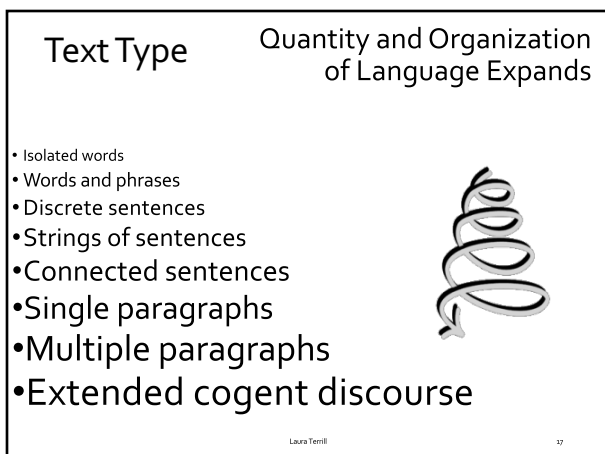 Text Type
Quantity and Organization
of Language Expands
• Isolated words
• Words and phrases
• Discrete sentences
• Strings of sentences
• Connected sentences
• Single paragraphs
• Multiple paragraphs
• Extended cogent discourse
Laura Terrill
17